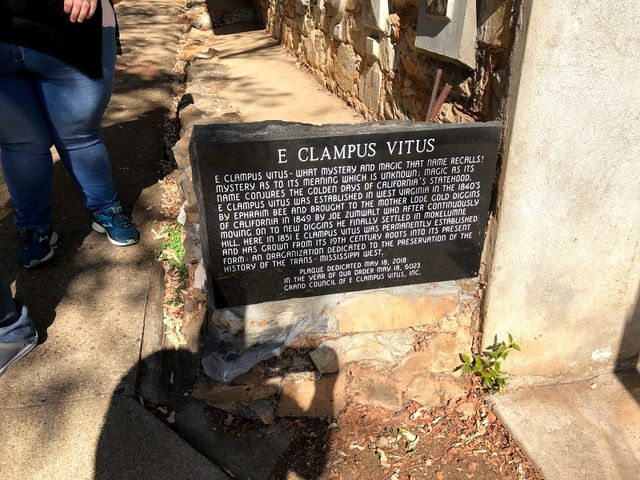 E CLAMPUS VITUS
E CLAMPUS VITUS - WHAT MYSTERY AND MAGIC THAT NAME RECALLS!
MYSTERY AS TO ITS MEANING WHICH IS UNKNOWN; MAGIC AS ITS
NAME CONJURES THE GOLDEN DAYS OF CALIFORNIA'S STATEHOOD.
E CLAMPUS VITUS WAS ESTABLISHED IN WEST VIRGINIA IN THE 1840'S
BY EPHRAIM BEE AND BROUGHT TO THE MOTHER LODE GOLD DIGGINS
OF CALIFORNIA IN 1849 BY JOE ZUMWALT WHO AFTER CONTINUOUSLY
MOVING ON TO NEW DIGGINS HE FINALLY SETTLED IN MOKELUMNE
HILL. HERE IN 1851 E CLAMPUS VITUS WAS PERMANENTLY ESTABLISHED
AND HAS GROWN FROM ITS 19TH CENTURY ROOTS INTO ITS PRESENT
FORM: AN ORAGANIZATION DEDICATED TO THE PRESERVATION OF THE
HISTORY OF THE TRANS - MISSISSIPPI WEST.
PLAQUE DEDICATED MAY 18, 2018
IN THE YEAR OF OUR ORDER MAY 18, 6023
GRAND COUNCIL OF E CLAMPUS VITUS, INC.